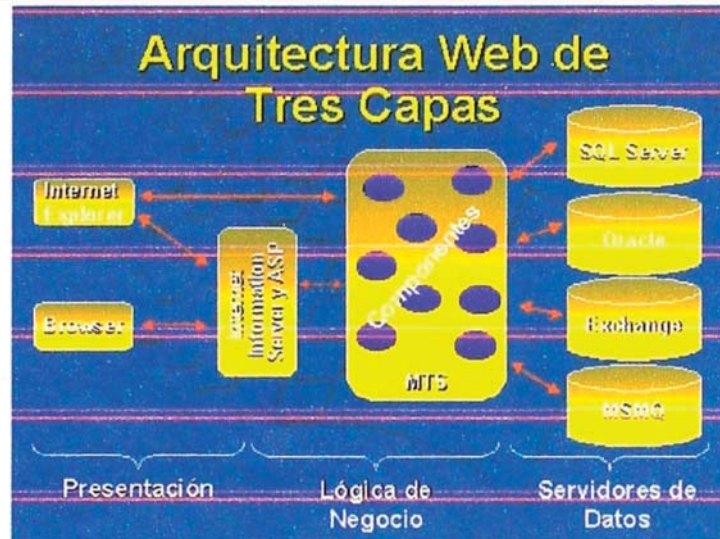 Arquitectura Web de
Tres Capas
Internet
Explorer
Browser
Internet
Information
Server y ASP
Componentes
MTS
SQL Server
Oracle
Exchange
MSMQ
Presentación
Lógica de
Negocio
Servidores de
Datos